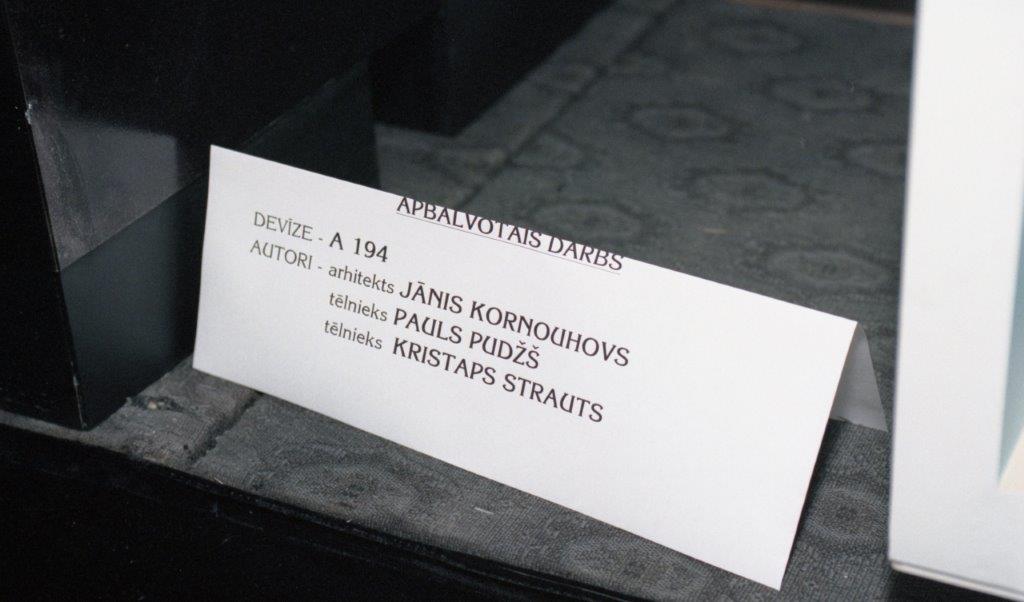 APBALVOTAIS DARBS
DEVĪZE - A 194
AUTORI - arhitekts JĀNIS KORNOUHOVS
tēlnieks PAULS PUDŽŠ
tēlnieks KRISTAPS STRAUTS